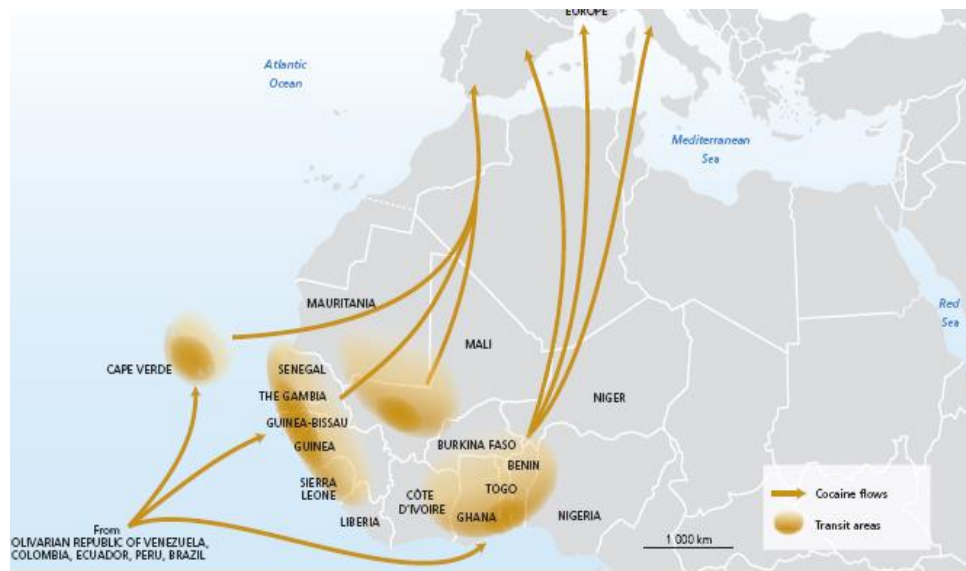 EUROPE
Atlantic
Ocean
Mediterranean
Sea
Red
Sea
MAURITANIA
MALI
CAPE VERDE
SENEGAL
THE GAMBIA
NIGER
GUINEA-BISSAU
GUINEA
BURKINA FASO
BENIN
SIERRA
LEONE
CÔTE
D'IVOIRE
TOGO
GHANA
LIBERIA
NIGERIA
From
OLIVARIAN REPUBLIC OF VENEZUELA,
COLOMBIA, ECUADOR, PERU, BRAZIL
1 000 km
Cocaine flows
Transit areas